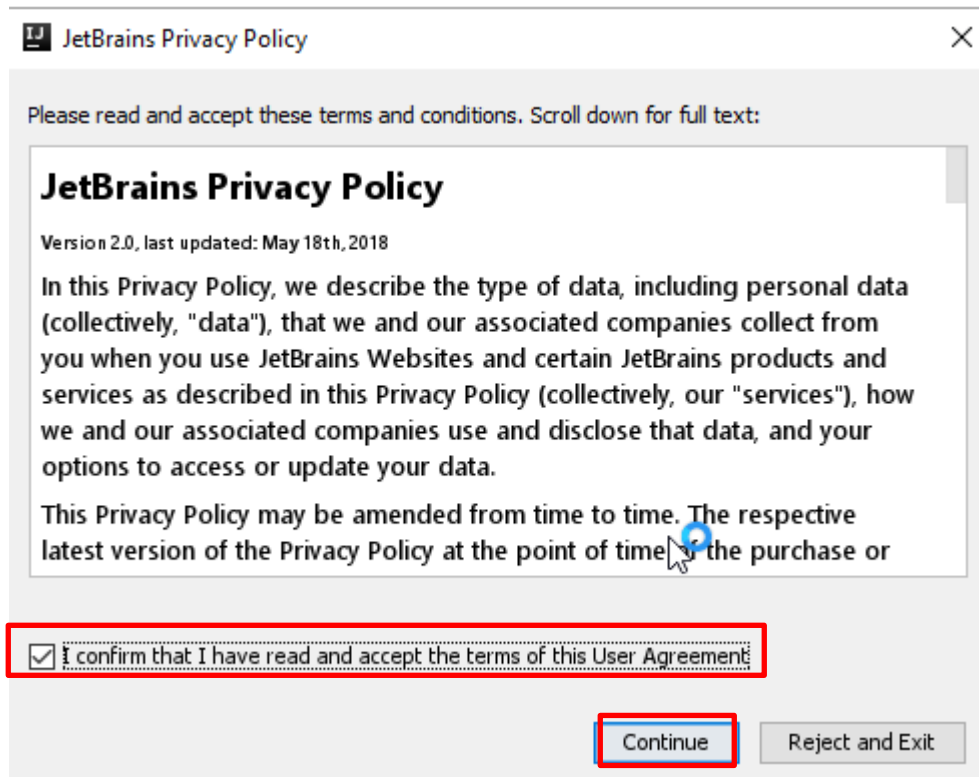 IJ JetBrains Privacy Policy
Please read and accept these terms and conditions. Scroll down for full text:
JetBrains Privacy Policy
Version 2.0, last updated: May 18th, 2018
In this Privacy Policy, we describe the type of data, including personal data
(collectively, "data"), that we and our associated companies collect from
you when you use JetBrains Websites and certain JetBrains products and
services as described in this Privacy Policy (collectively, our "services"), how
we and our associated companies use and disclose that data, and your
options to access or update your data.
This Privacy Policy may be amended from time to time. The respective
latest version of the Privacy Policy at the point of time of the purchase or
I confirm that I have read and accept the terms of this User Agreement
Continue Reject and Exit